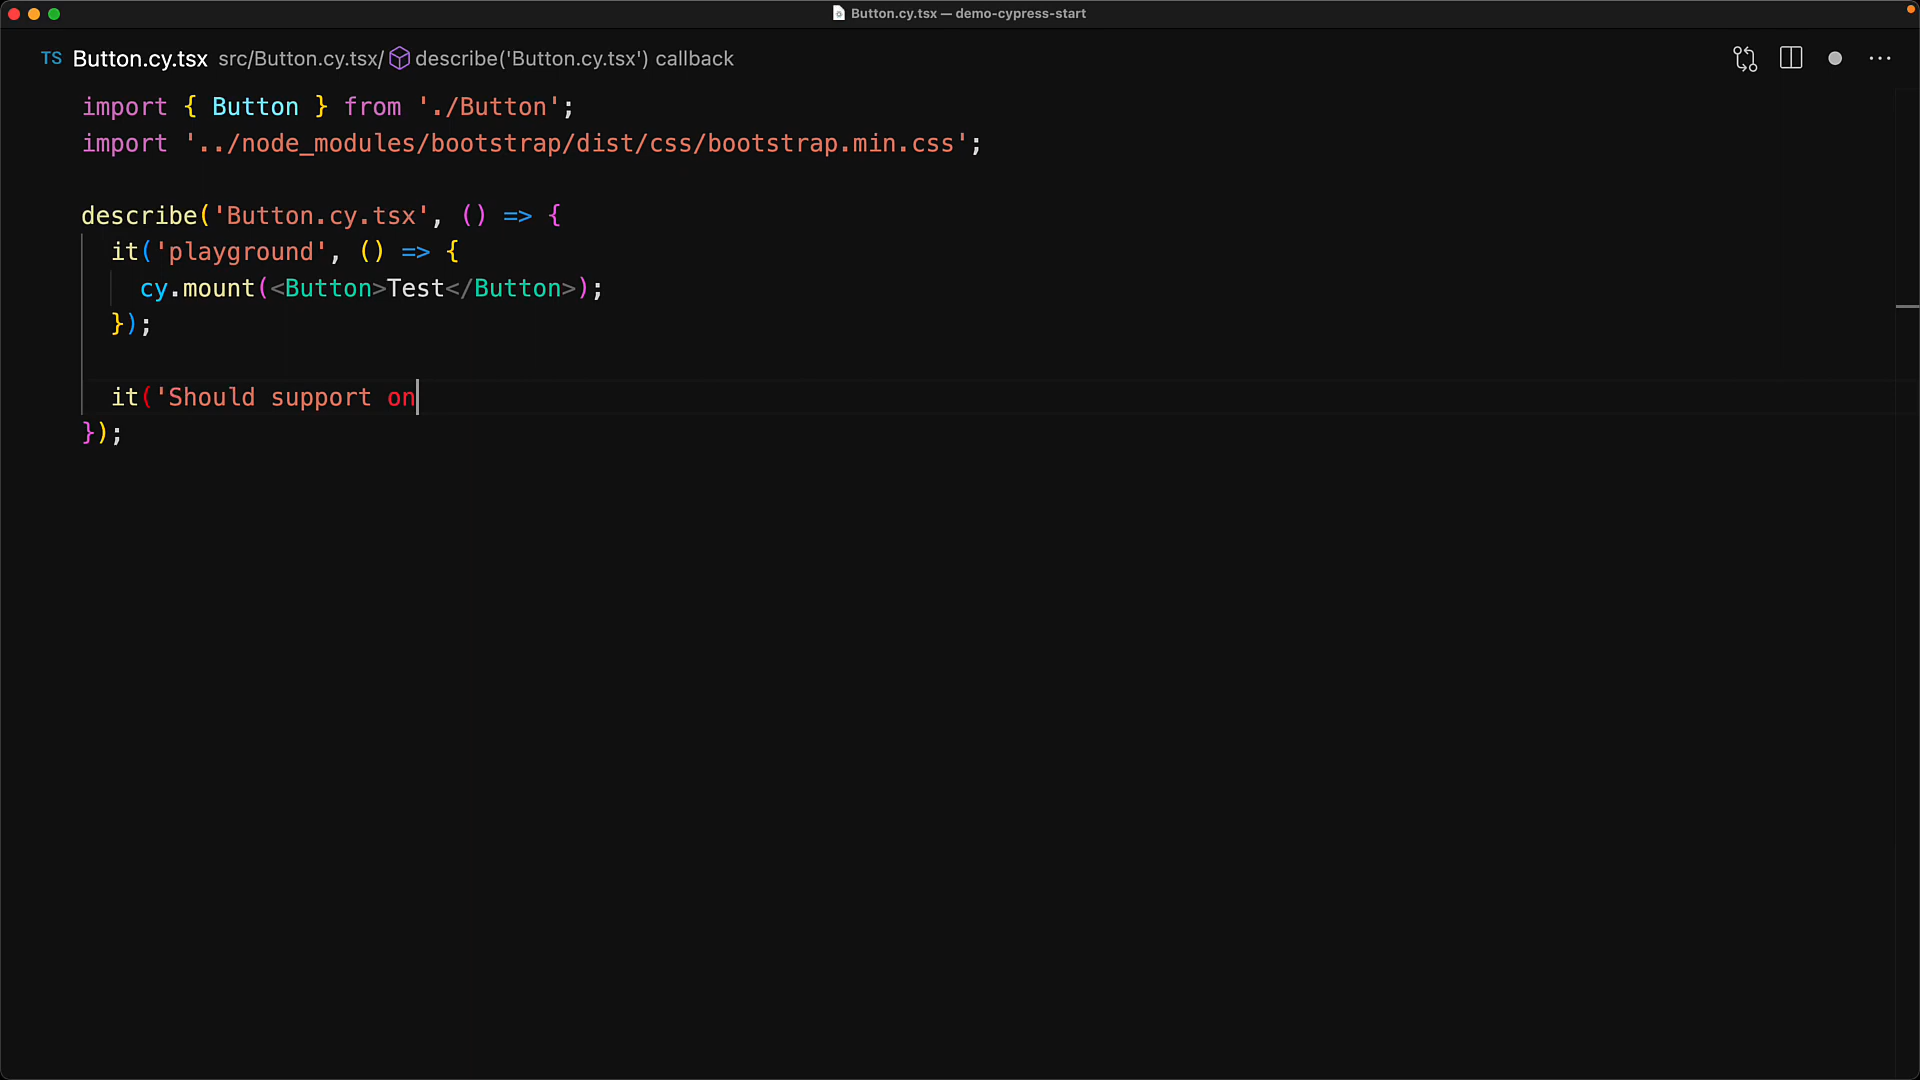 Button.cy.tsx — demo-cypress-start
TS Button.cy.tsx src/Button.cy.tsx/ describe('Button.cy.tsx') callback
import { Button } from './Button';
import '../node_modules/bootstrap/dist/css/bootstrap.min.css';
describe('Button.cy.tsx', () => {
it('playground', () => {
cy.mount(<Button>Test</Button>);
});
it('Should support on
});